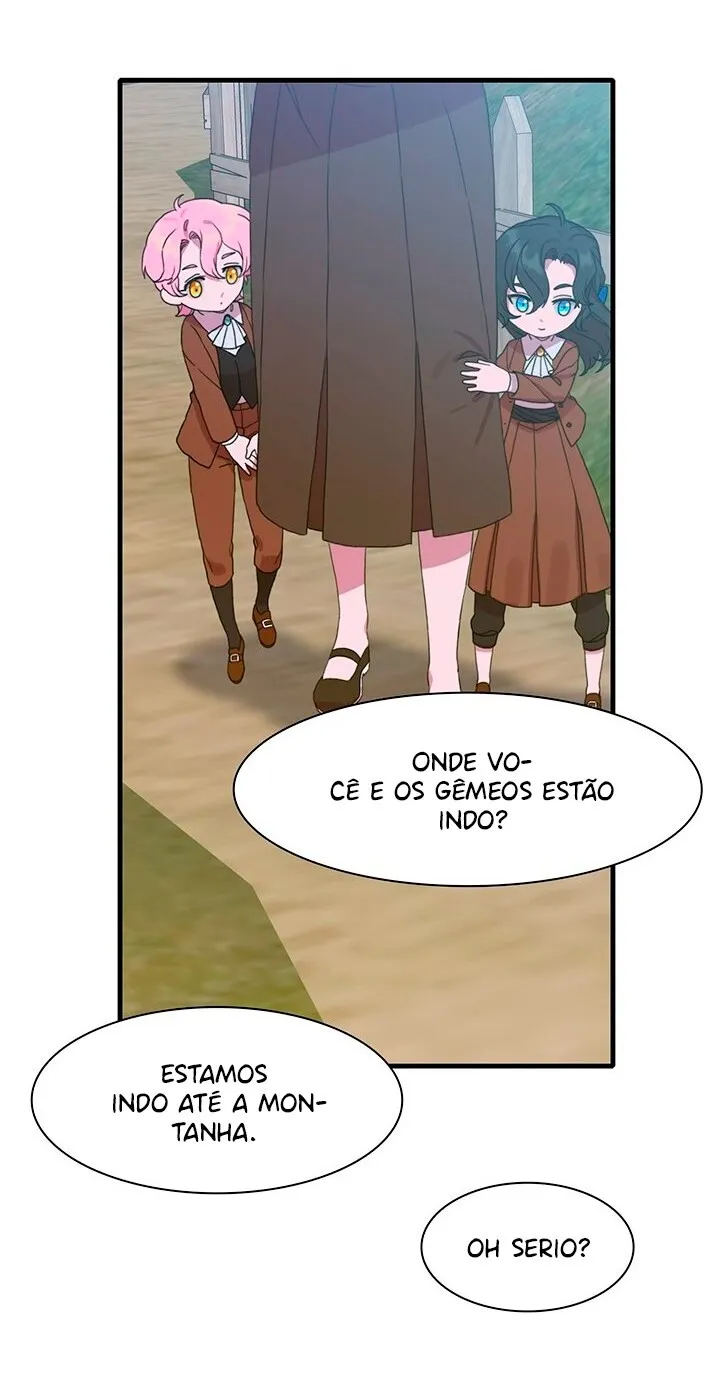 ONDE VO-
CÊ E OS GÊMEOS ESTÃO
INDO?
ESTAMOS
INDO ATÉ A MON-
TANHA.
OH SERIO?